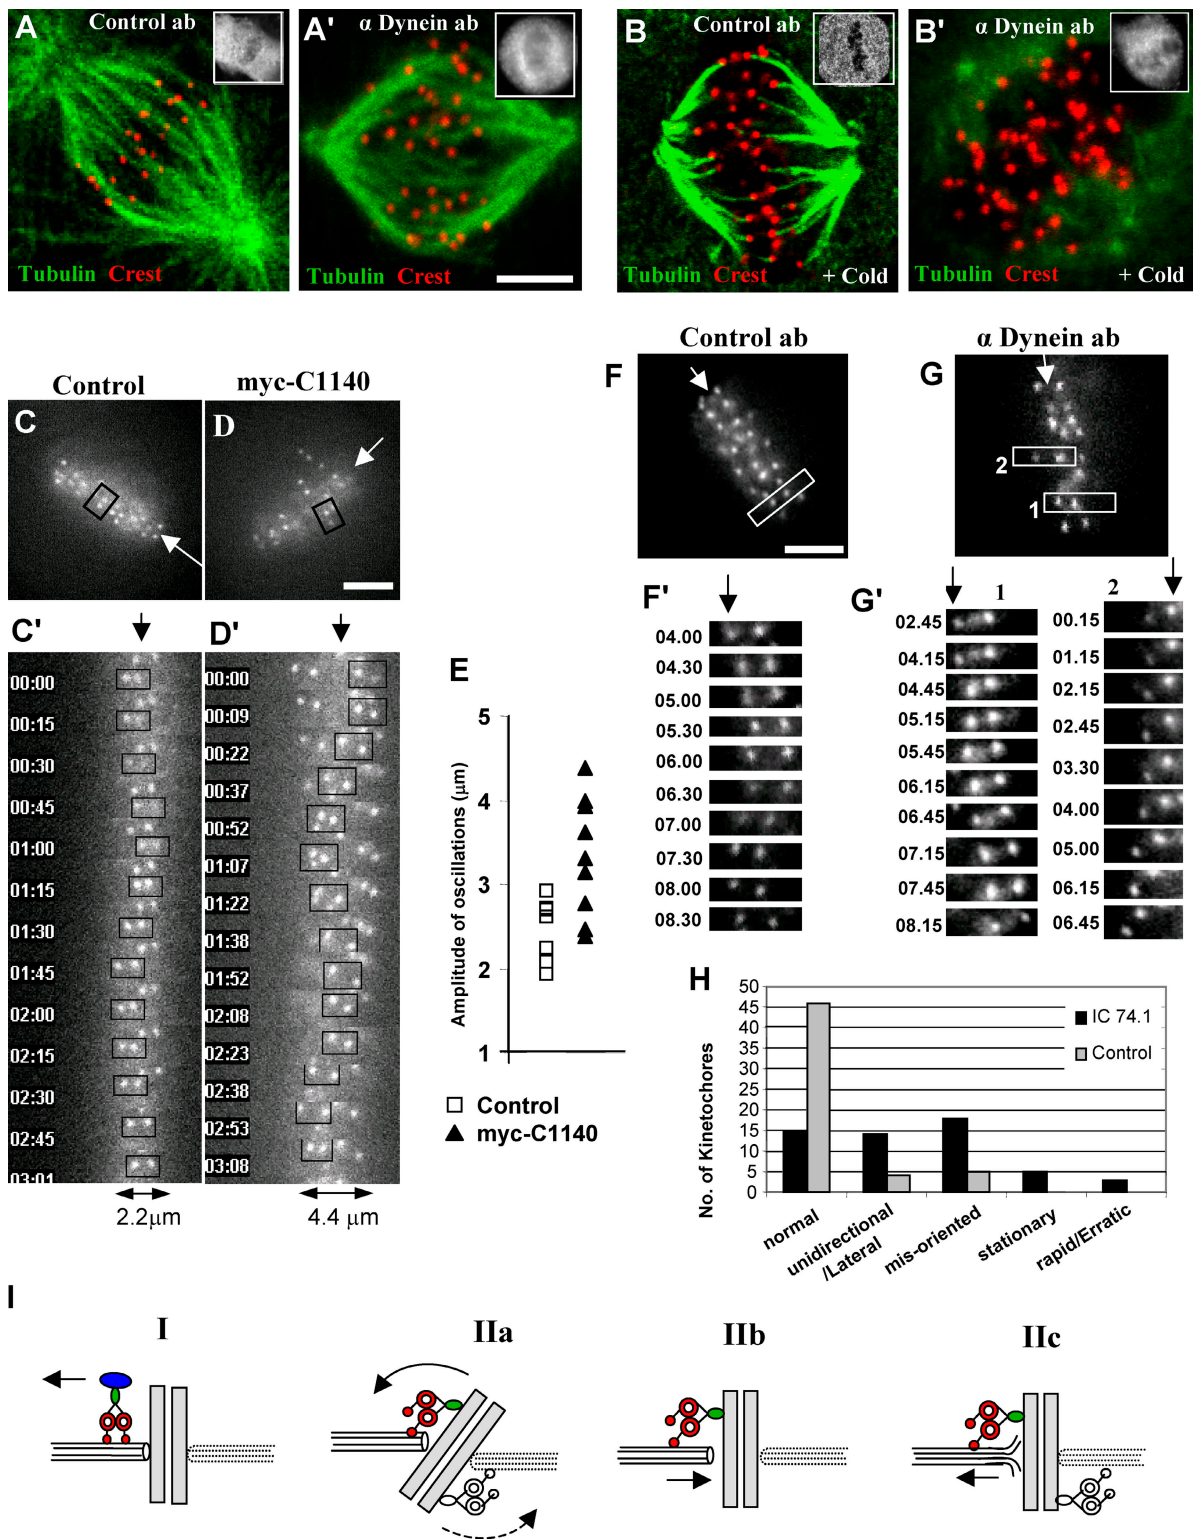 A Control ab
A' α Dynein ab
B Control ab
B' α Dynein ab
Tubulin Crest
Tubulin Crest
Tubulin Crest + Cold
Tubulin Crest + Cold
Control
myc-C1140
C
D
F Control ab
G α Dynein ab
2
1
C'
00:00
00:15
00:30
00:45
01:00
01:15
01:30
01:45
02:00
02:15
02:30
02:45
03:01
2.2μm
D'
00:00
00:09
00:22
00:37
00:52
01:07
01:22
01:38
01:52
02:08
02:23
02:38
02:53
03:08
4.4 μm
E
Amplitude of oscillations (μm)
5
4
3
2
1
Control
myc-C1140
F'
04.00
04.30
05.00
05.30
06.00
06.30
07.00
07.30
08.00
08.30
G'
1
02.45
04.15
04.45
05.15
05.45
06.15
06.45
07.15
07.45
08.15
2
00.15
01.15
02.15
02.45
03.30
04.00
05.00
06.15
06.45
H
No. of Kinetochores
50
45
40
35
30
25
20
15
10
5
0
IC 74.1
Control
normal
unidirectional
/Lateral
mis-oriented
stationary
rapid/Erratic
I
I
IIa
IIb
IIc